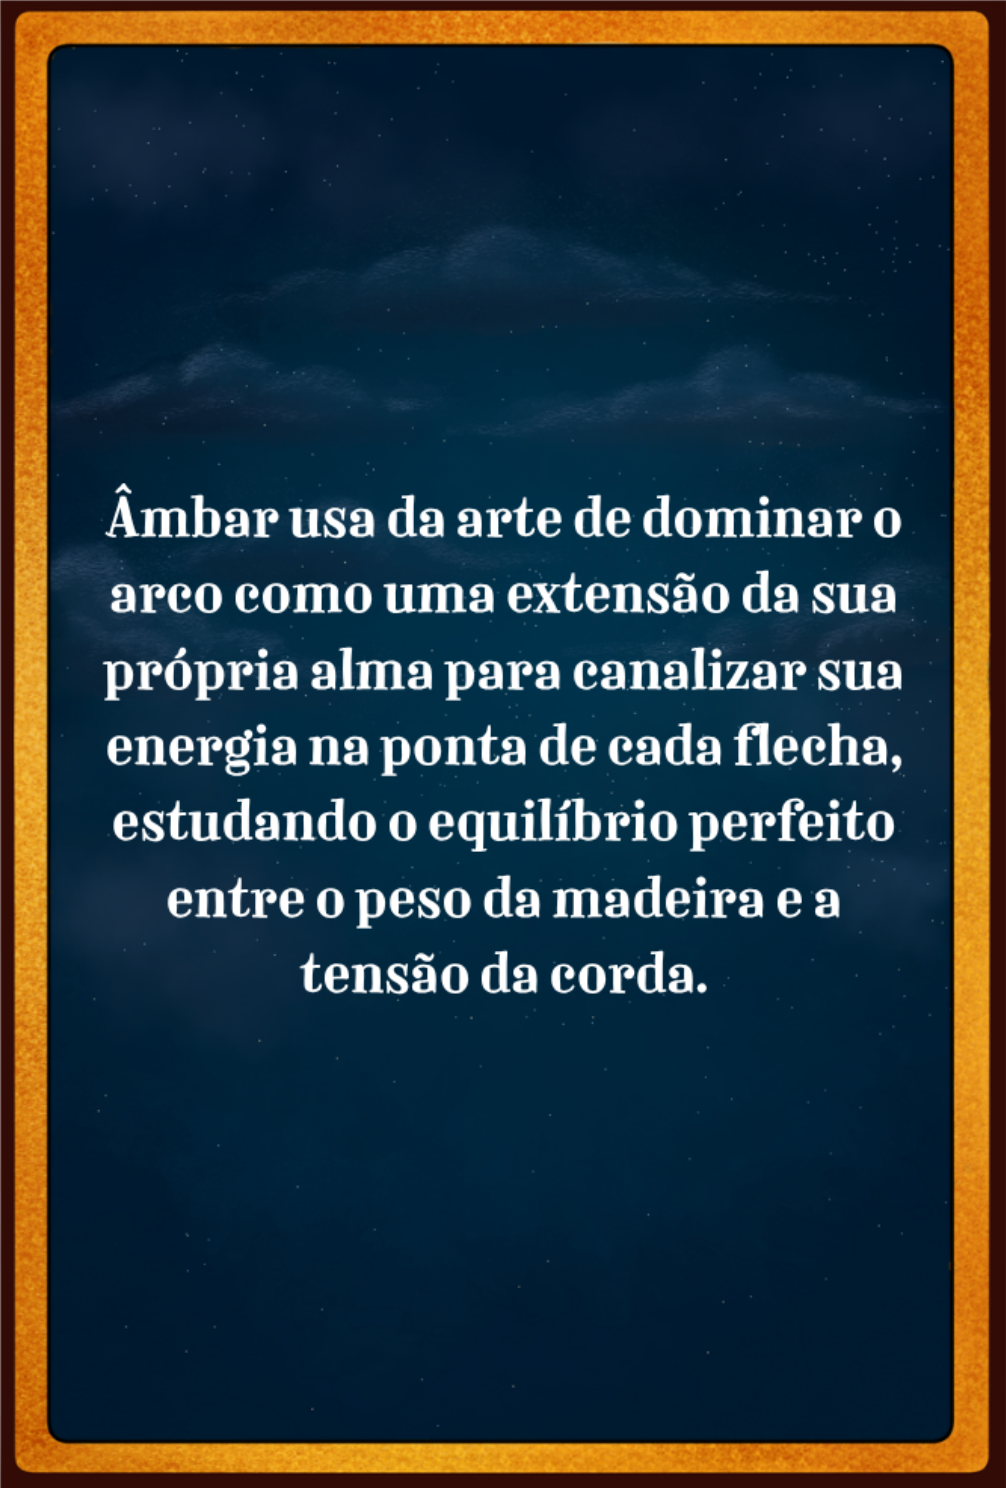 Âmbar usa da arte de dominar o
arco como uma extensão da sua
própria alma para canalizar sua
energia na ponta de cada flecha,
estudando o equilíbrio perfeito
entre o peso da madeira e a
tensão da corda.